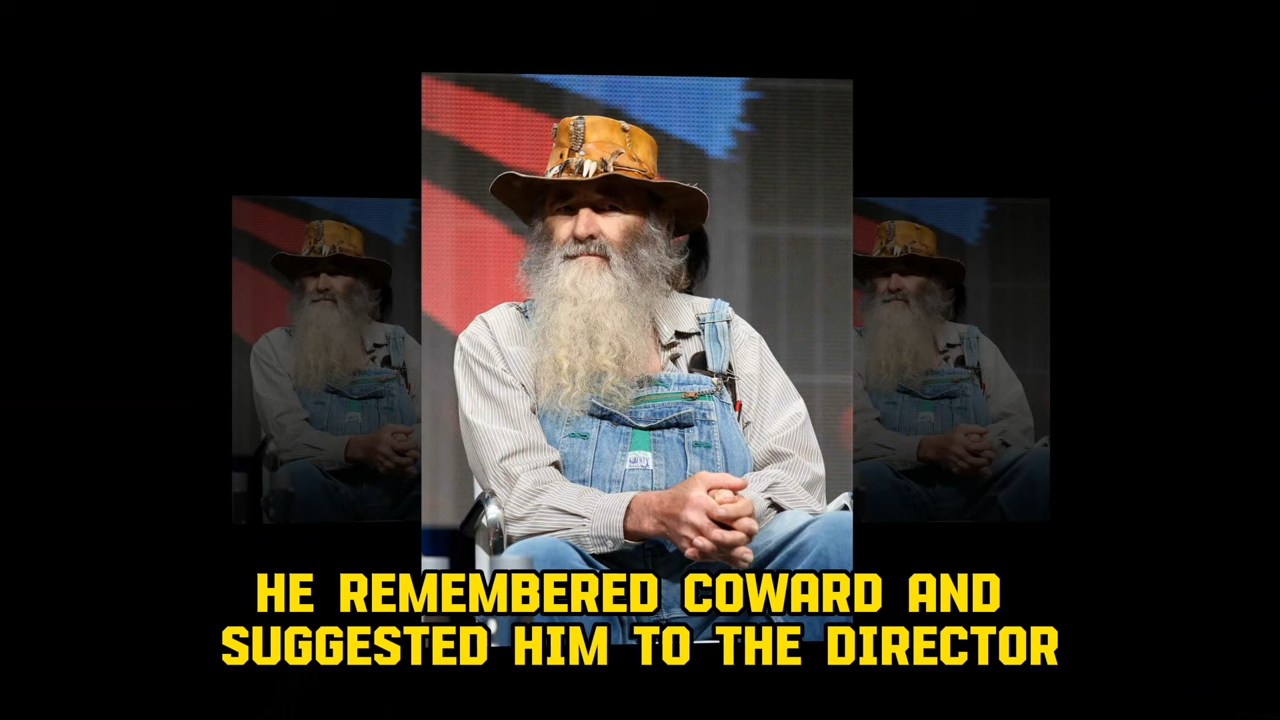 HE REMEMBERED COWARD AND
SUGGESTED HIM TO THE DIRECTOR